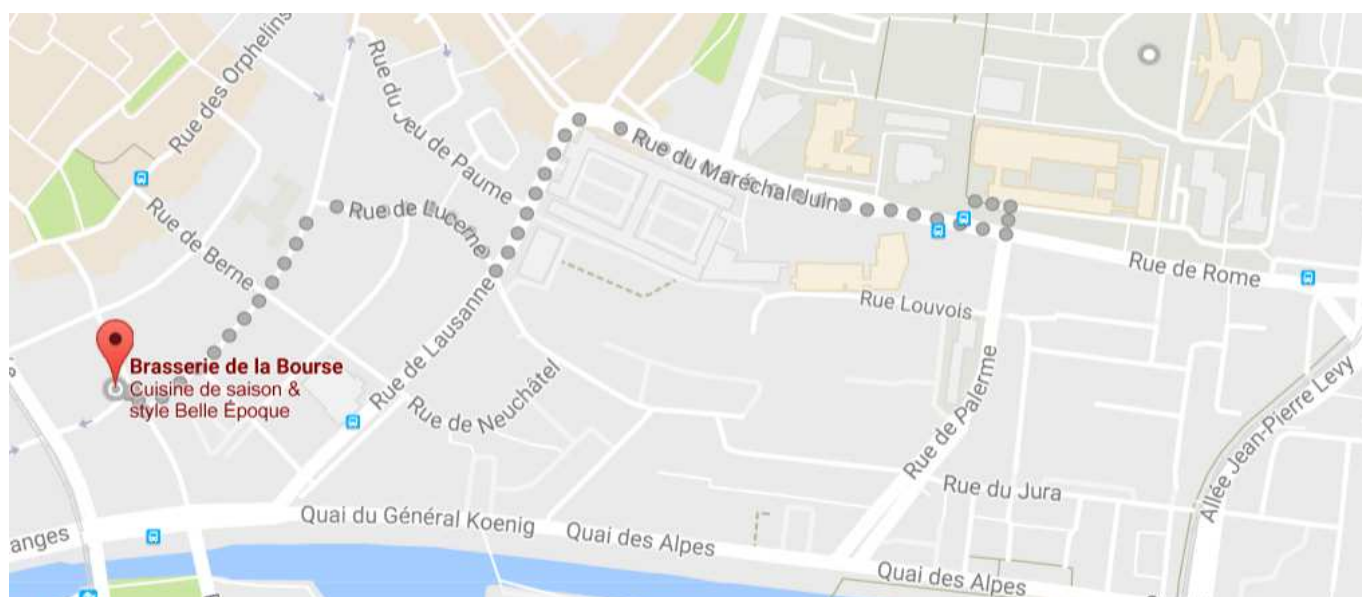 Rue des Orphelins
Rue du Jeu de Paume
Rue du Maréchal Juin
Rue de Lucerne
Rue de Berne
Rue de Rome
Rue Louvois
Rue de Lausanne
Brasserie de la Bourse
Cuisine de saison &
style Belle Époque
Rue de Neuchâtel
Rue de Palerme
Allée Jean-Pierre Levy
Rue du Jura
anges
Quai du Général Koenig
Quai des Alpes
Quai des Alpes